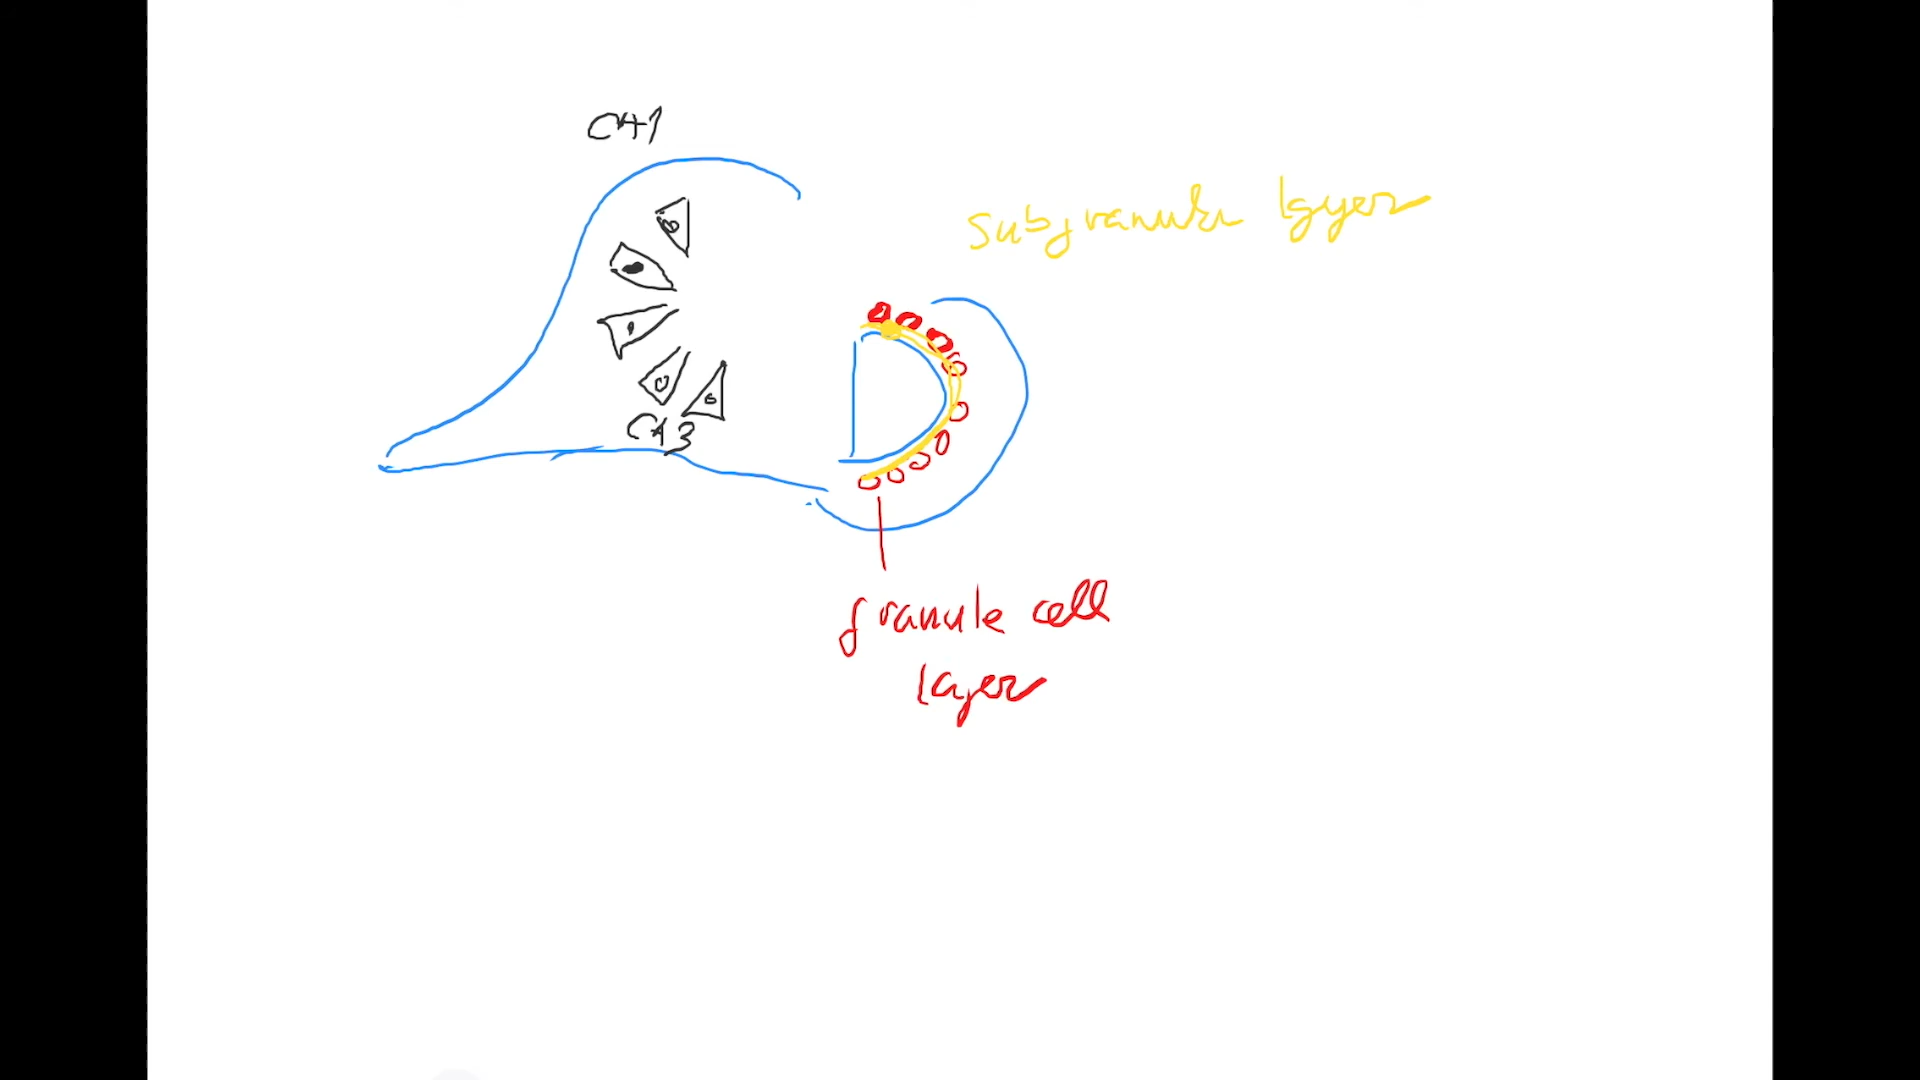 CA1
subgranular layer
CA3
granule cell
layer